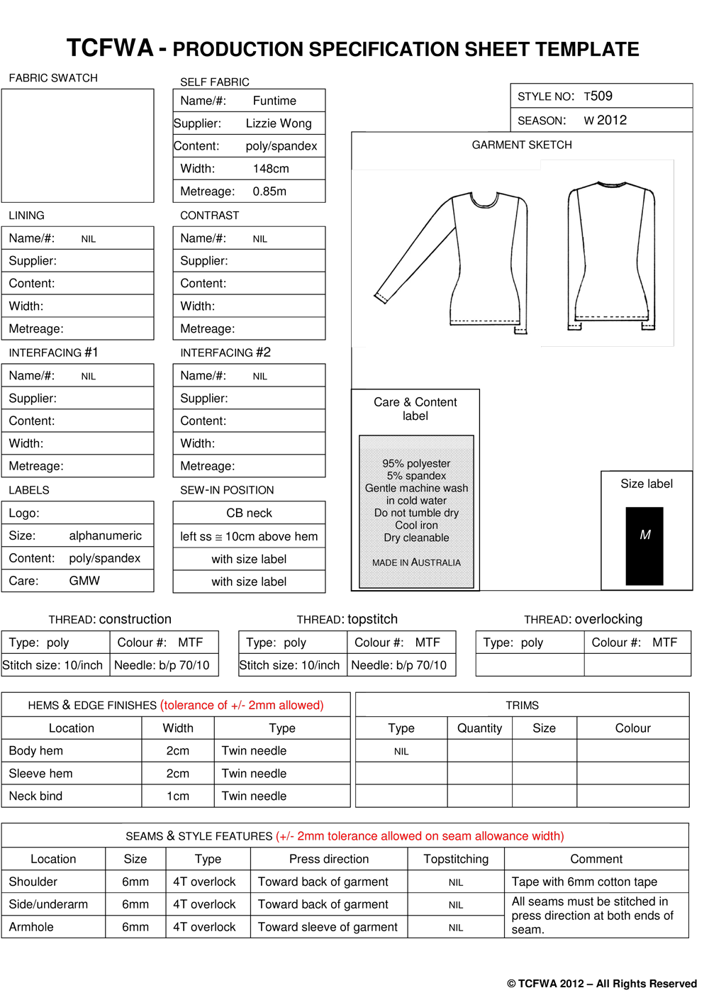 TCFWA - PRODUCTION SPECIFICATION SHEET TEMPLATE
FABRIC SWATCH
SELF FABRIC
Name/#: Funtime
Supplier: Lizzie Wong
Content: poly/spandex
Width: 148cm
Metreage: 0.85m
STYLE NO: T509
SEASON: W 2012
GARMENT SKETCH
LINING
Name/#: NIL
Supplier:
Content:
Width:
Metreage:
CONTRAST
Name/#: NIL
Supplier:
Content:
Width:
Metreage:
INTERFACING #1
Name/#: NIL
Supplier:
Content:
Width:
Metreage:
INTERFACING #2
Name/#: NIL
Supplier:
Content:
Width:
Metreage:
LABELS
Logo:
Size: alphanumeric
Content: poly/spandex
Care: GMW
SEW-IN POSITION
CB neck
left ss ≅ 10cm above hem
with size label
with size label
Care & Content
label
95% polyester
5% spandex
Gentle machine wash
in cold water
Do not tumble dry
Cool iron
Dry cleanable
MADE IN AUSTRALIA
Size label
M
THREAD: construction
Type: poly Colour #: MTF
Stitch size: 10/inch Needle: b/p 70/10
THREAD: topstitch
Type: poly Colour #: MTF
Stitch size: 10/inch Needle: b/p 70/10
THREAD: overlocking
Type: poly Colour #: MTF
HEMS & EDGE FINISHES (tolerance of +/- 2mm allowed)
Location Width Type
Body hem 2cm Twin needle
Sleeve hem 2cm Twin needle
Neck bind 1cm Twin needle
TRIMS
Type Quantity Size Colour
NIL
SEAMS & STYLE FEATURES (+/- 2mm tolerance allowed on seam allowance width)
Location Size Type Press direction Topstitching Comment
Shoulder 6mm 4T overlock Toward back of garment NIL Tape with 6mm cotton tape
Side/underarm 6mm 4T overlock Toward back of garment NIL
Armhole 6mm 4T overlock Toward sleeve of garment NIL
All seams must be stitched in
press direction at both ends of
seam.
© TCFWA 2012 – All Rights Reserved